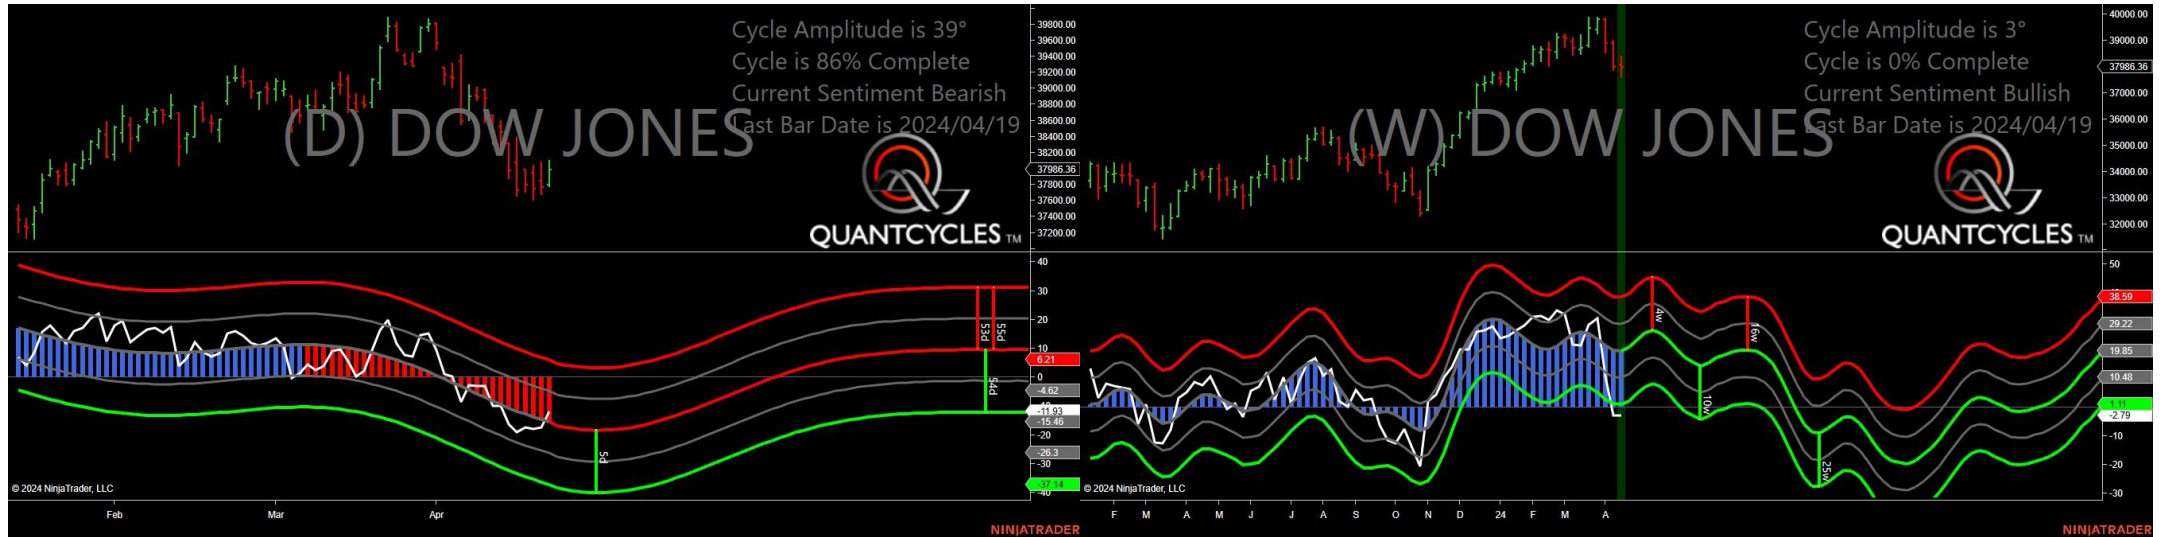 Cycle Amplitude is 39°
Cycle is 86% Complete
Current Sentiment Bearish
Last Bar Date is 2024/04/19
(D) DOW JONES
QUANTCYCLES TM
39800.00
39600.00
39400.00
39200.00
39000.00
38800.00
38600.00
38400.00
38200.00
37986.36
37800.00
37600.00
37400.00
37200.00
40
30
20
10
6.21
0
-4.62
-11.93
-15.46
-20
-26.3
-30
-37.14
-40
53d
55d
54d
5d
© 2024 NinjaTrader, LLC
Feb Mar Apr
NINJATRADER
Cycle Amplitude is 3°
Cycle is 0% Complete
Current Sentiment Bullish
Last Bar Date is 2024/04/19
(W) DOW JONES
QUANTCYCLES TM
40000.00
39000.00
37986.36
37000.00
36000.00
35000.00
34000.00
33000.00
32000.00
50
38.59
29.22
19.85
10.48
1.11
-2.79
-10
-20
-30
4w
16w
10w
25w
© 2024 NinjaTrader, LLC
F M A M J J A S O N D 24 F M A
NINJATRADER